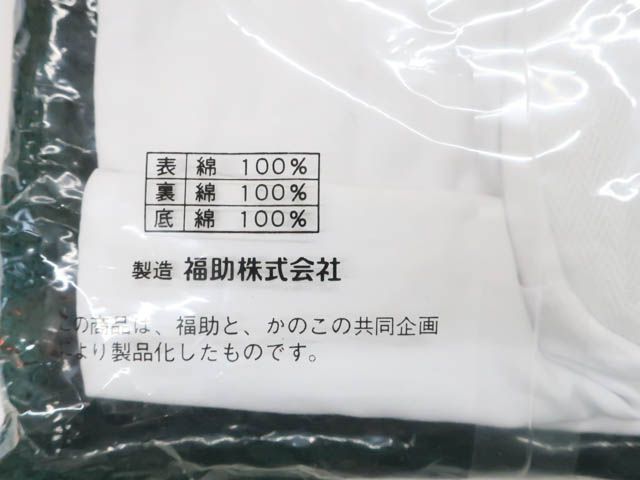 表 綿 100%
裏 綿 100%
底 綿 100%
製造 福助株式会社
この商品は、福助と、かのこの共同企画
により製品化したものです。